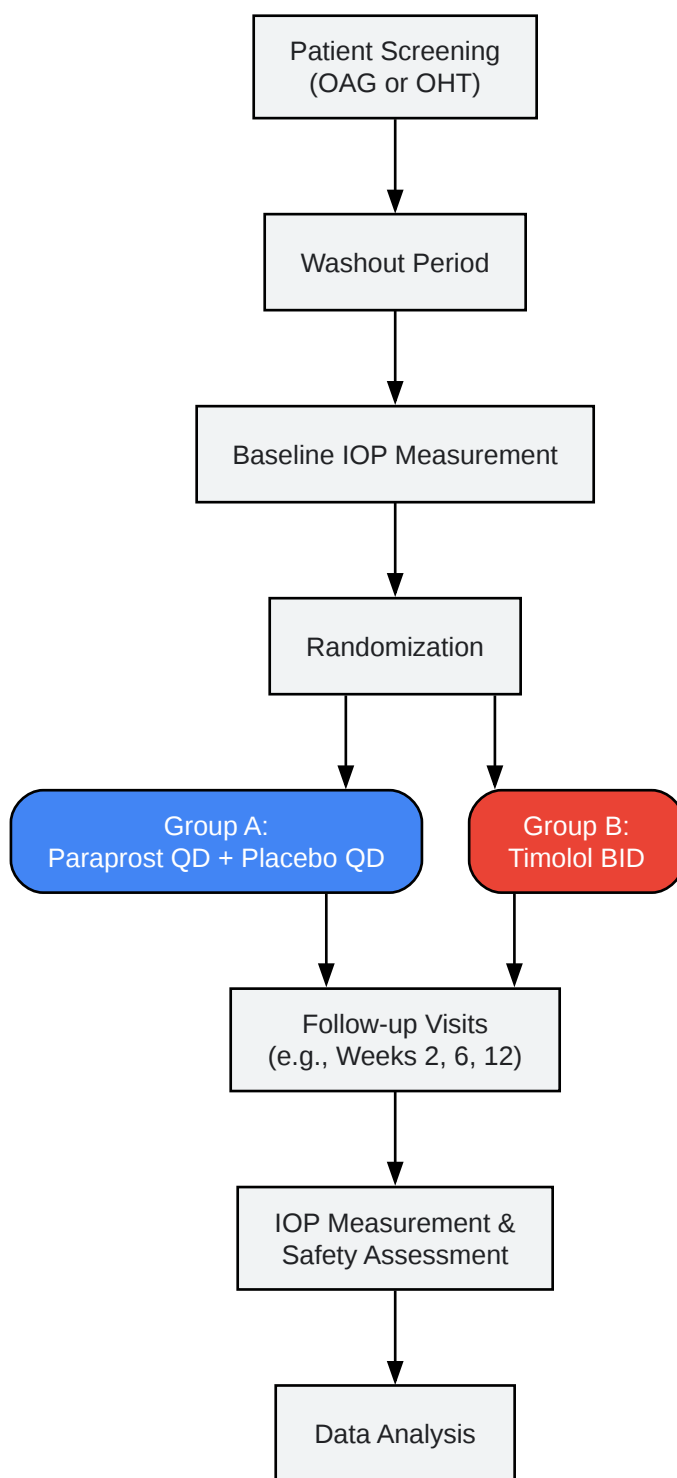 Patient Screening
(OAG or OHT)
Washout Period
Baseline IOP Measurement
Randomization
Group A:
Paraprost QD + Placebo QD
Group B:
Timolol BID
Follow-up Visits
(e.g., Weeks 2, 6, 12)
IOP Measurement &
Safety Assessment
Data Analysis